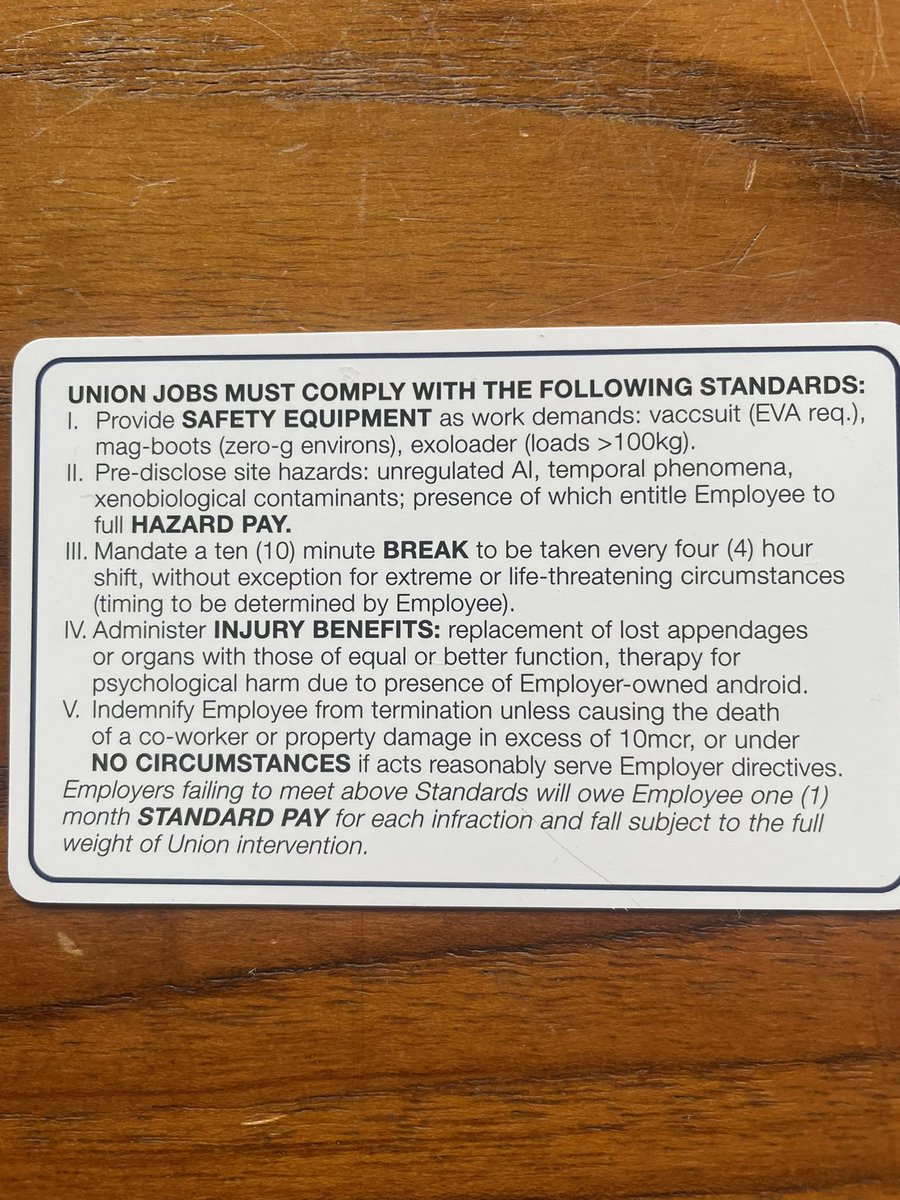 UNION JOBS MUST COMPLY WITH THE FOLLOWING STANDARDS:
I. Provide SAFETY EQUIPMENT as work demands: vaccsuit (EVA req.),
mag-boots (zero-g environs), exoloader (loads >100kg).
II. Pre-disclose site hazards: unregulated AI, temporal phenomena,
xenobiological contaminants; presence of which entitle Employee to
full HAZARD PAY.
III. Mandate a ten (10) minute BREAK to be taken every four (4) hour
shift, without exception for extreme or life-threatening circumstances
(timing to be determined by Employee).
IV. Administer INJURY BENEFITS: replacement of lost appendages
or organs with those of equal or better function, therapy for
psychological harm due to presence of Employer-owned android.
V. Indemnify Employee from termination unless causing the death
of a co-worker or property damage in excess of 10mcr, or under
NO CIRCUMSTANCES if acts reasonably serve Employer directives.
Employers failing to meet above Standards will owe Employee one (1)
month STANDARD PAY for each infraction and fall subject to the full
weight of Union intervention.